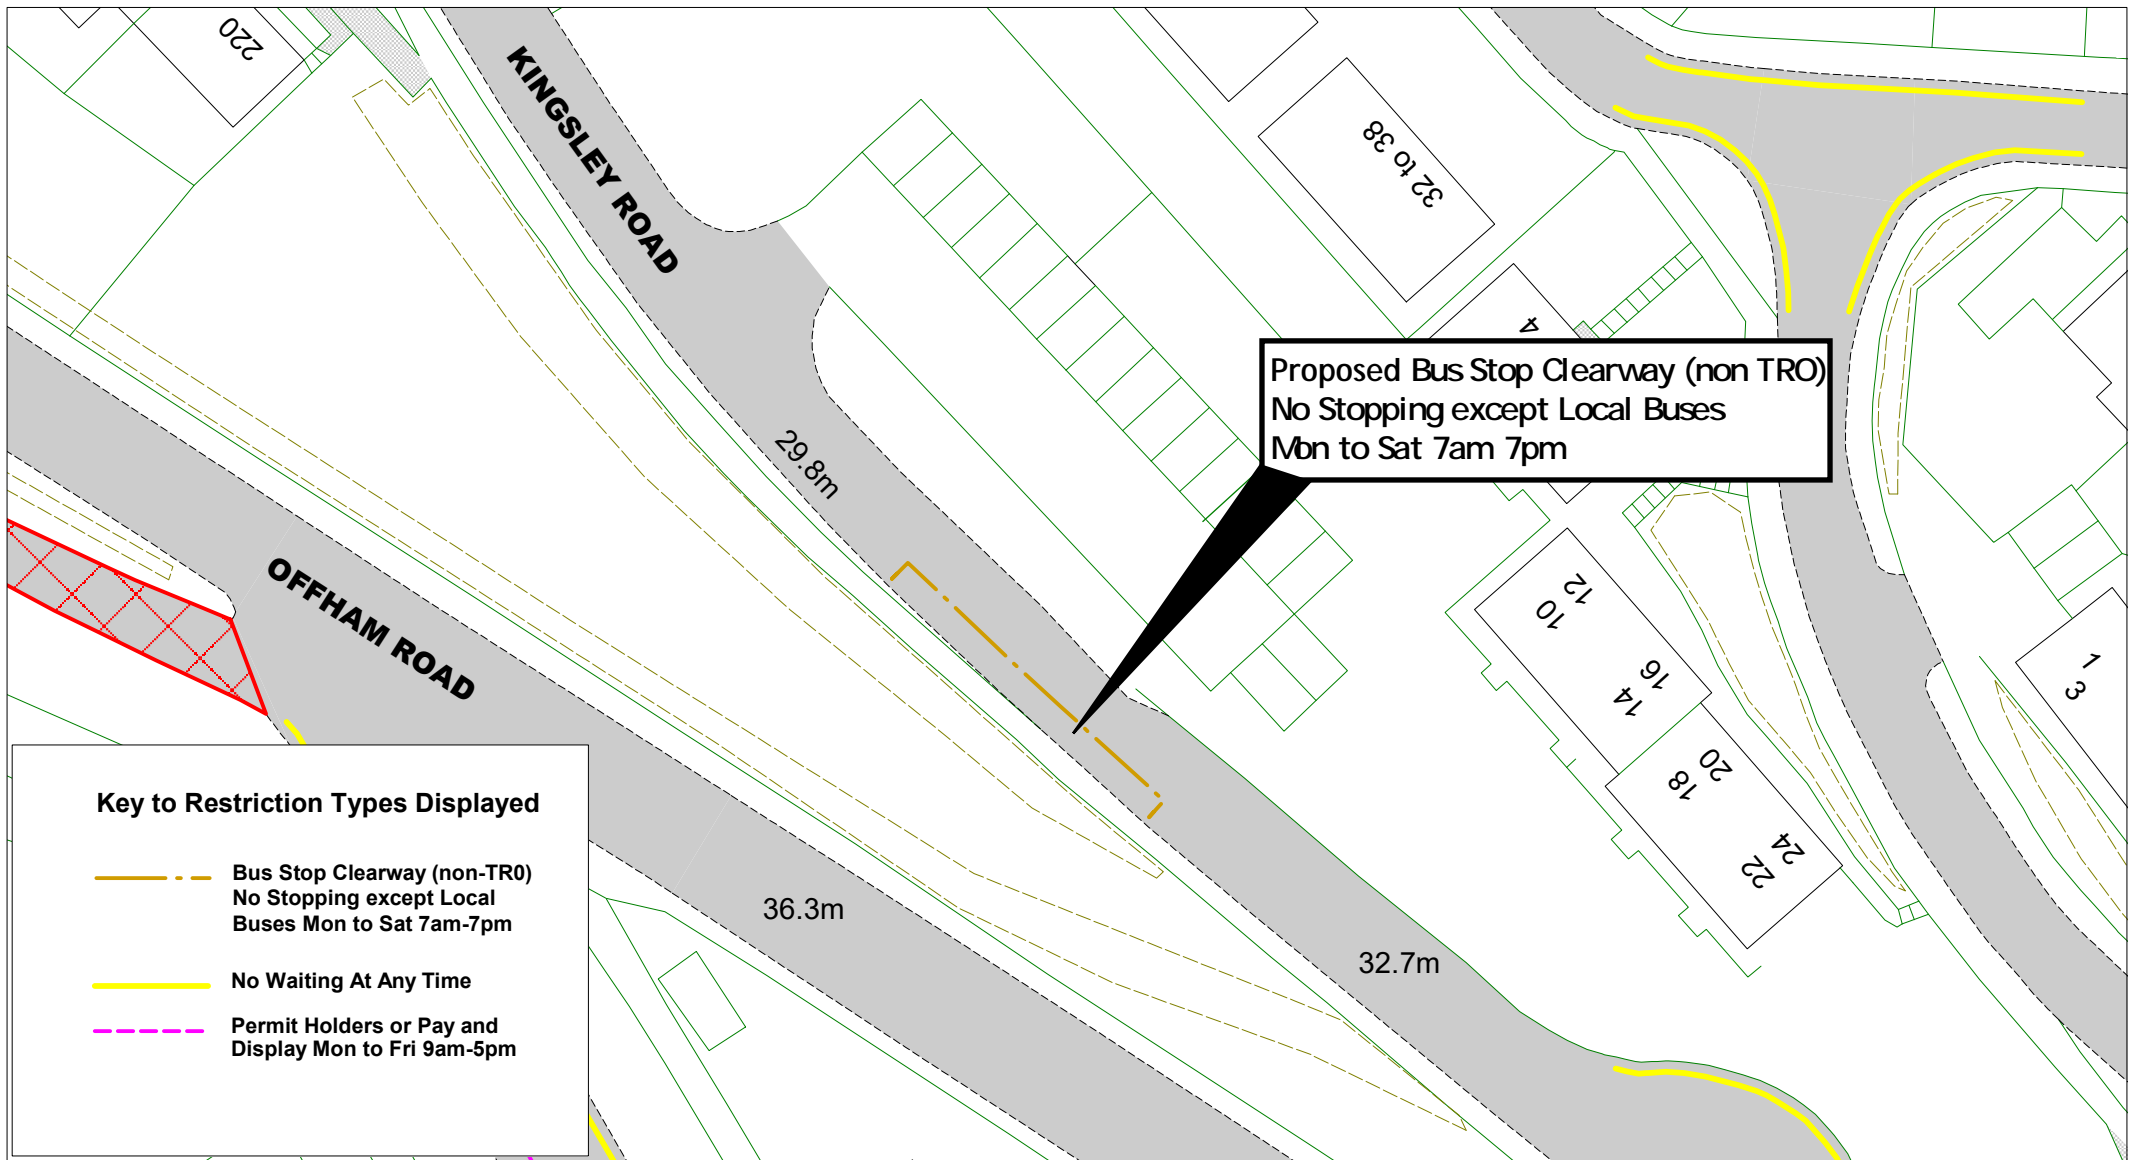 220
KINGSLEY ROAD
32 to 38
4
Proposed Bus Stop Clearway (non TRO)
No Stopping except Local Buses
Mon to Sat 7am 7pm
29.8m
OFFHAM ROAD
12
10
16
14
20
18
24
22
1
3
36.3m
32.7m
Key to Restriction Types Displayed
Bus Stop Clearway (non-TR0)
No Stopping except Local
Buses Mon to Sat 7am-7pm
No Waiting At Any Time
Permit Holders or Pay and
Display Mon to Fri 9am-5pm